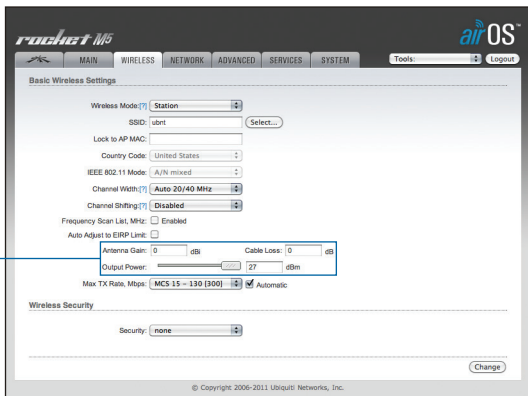 rocket M5
airOS™
MAIN WIRELESS NETWORK ADVANCED SERVICES SYSTEM Tools: Logout
Basic Wireless Settings
Wireless Mode:[?] Station
SSID: ubnt Select...
Lock to AP MAC:
Country Code: United States
IEEE 802.11 Mode: A/N mixed
Channel Width:[?] Auto 20/40 MHz
Channel Shifting:[?] Disabled
Frequency Scan List, MHz: Enabled
Auto Adjust to EIRP Limit:
Antenna Gain: 0 dBi Cable Loss: 0 dB
Output Power: 27 dBm
Max TX Rate, Mbps: MCS 15 – 130 [300] Automatic
Wireless Security
Security: none
Change
© Copyright 2006-2011 Ubiquiti Networks, Inc.